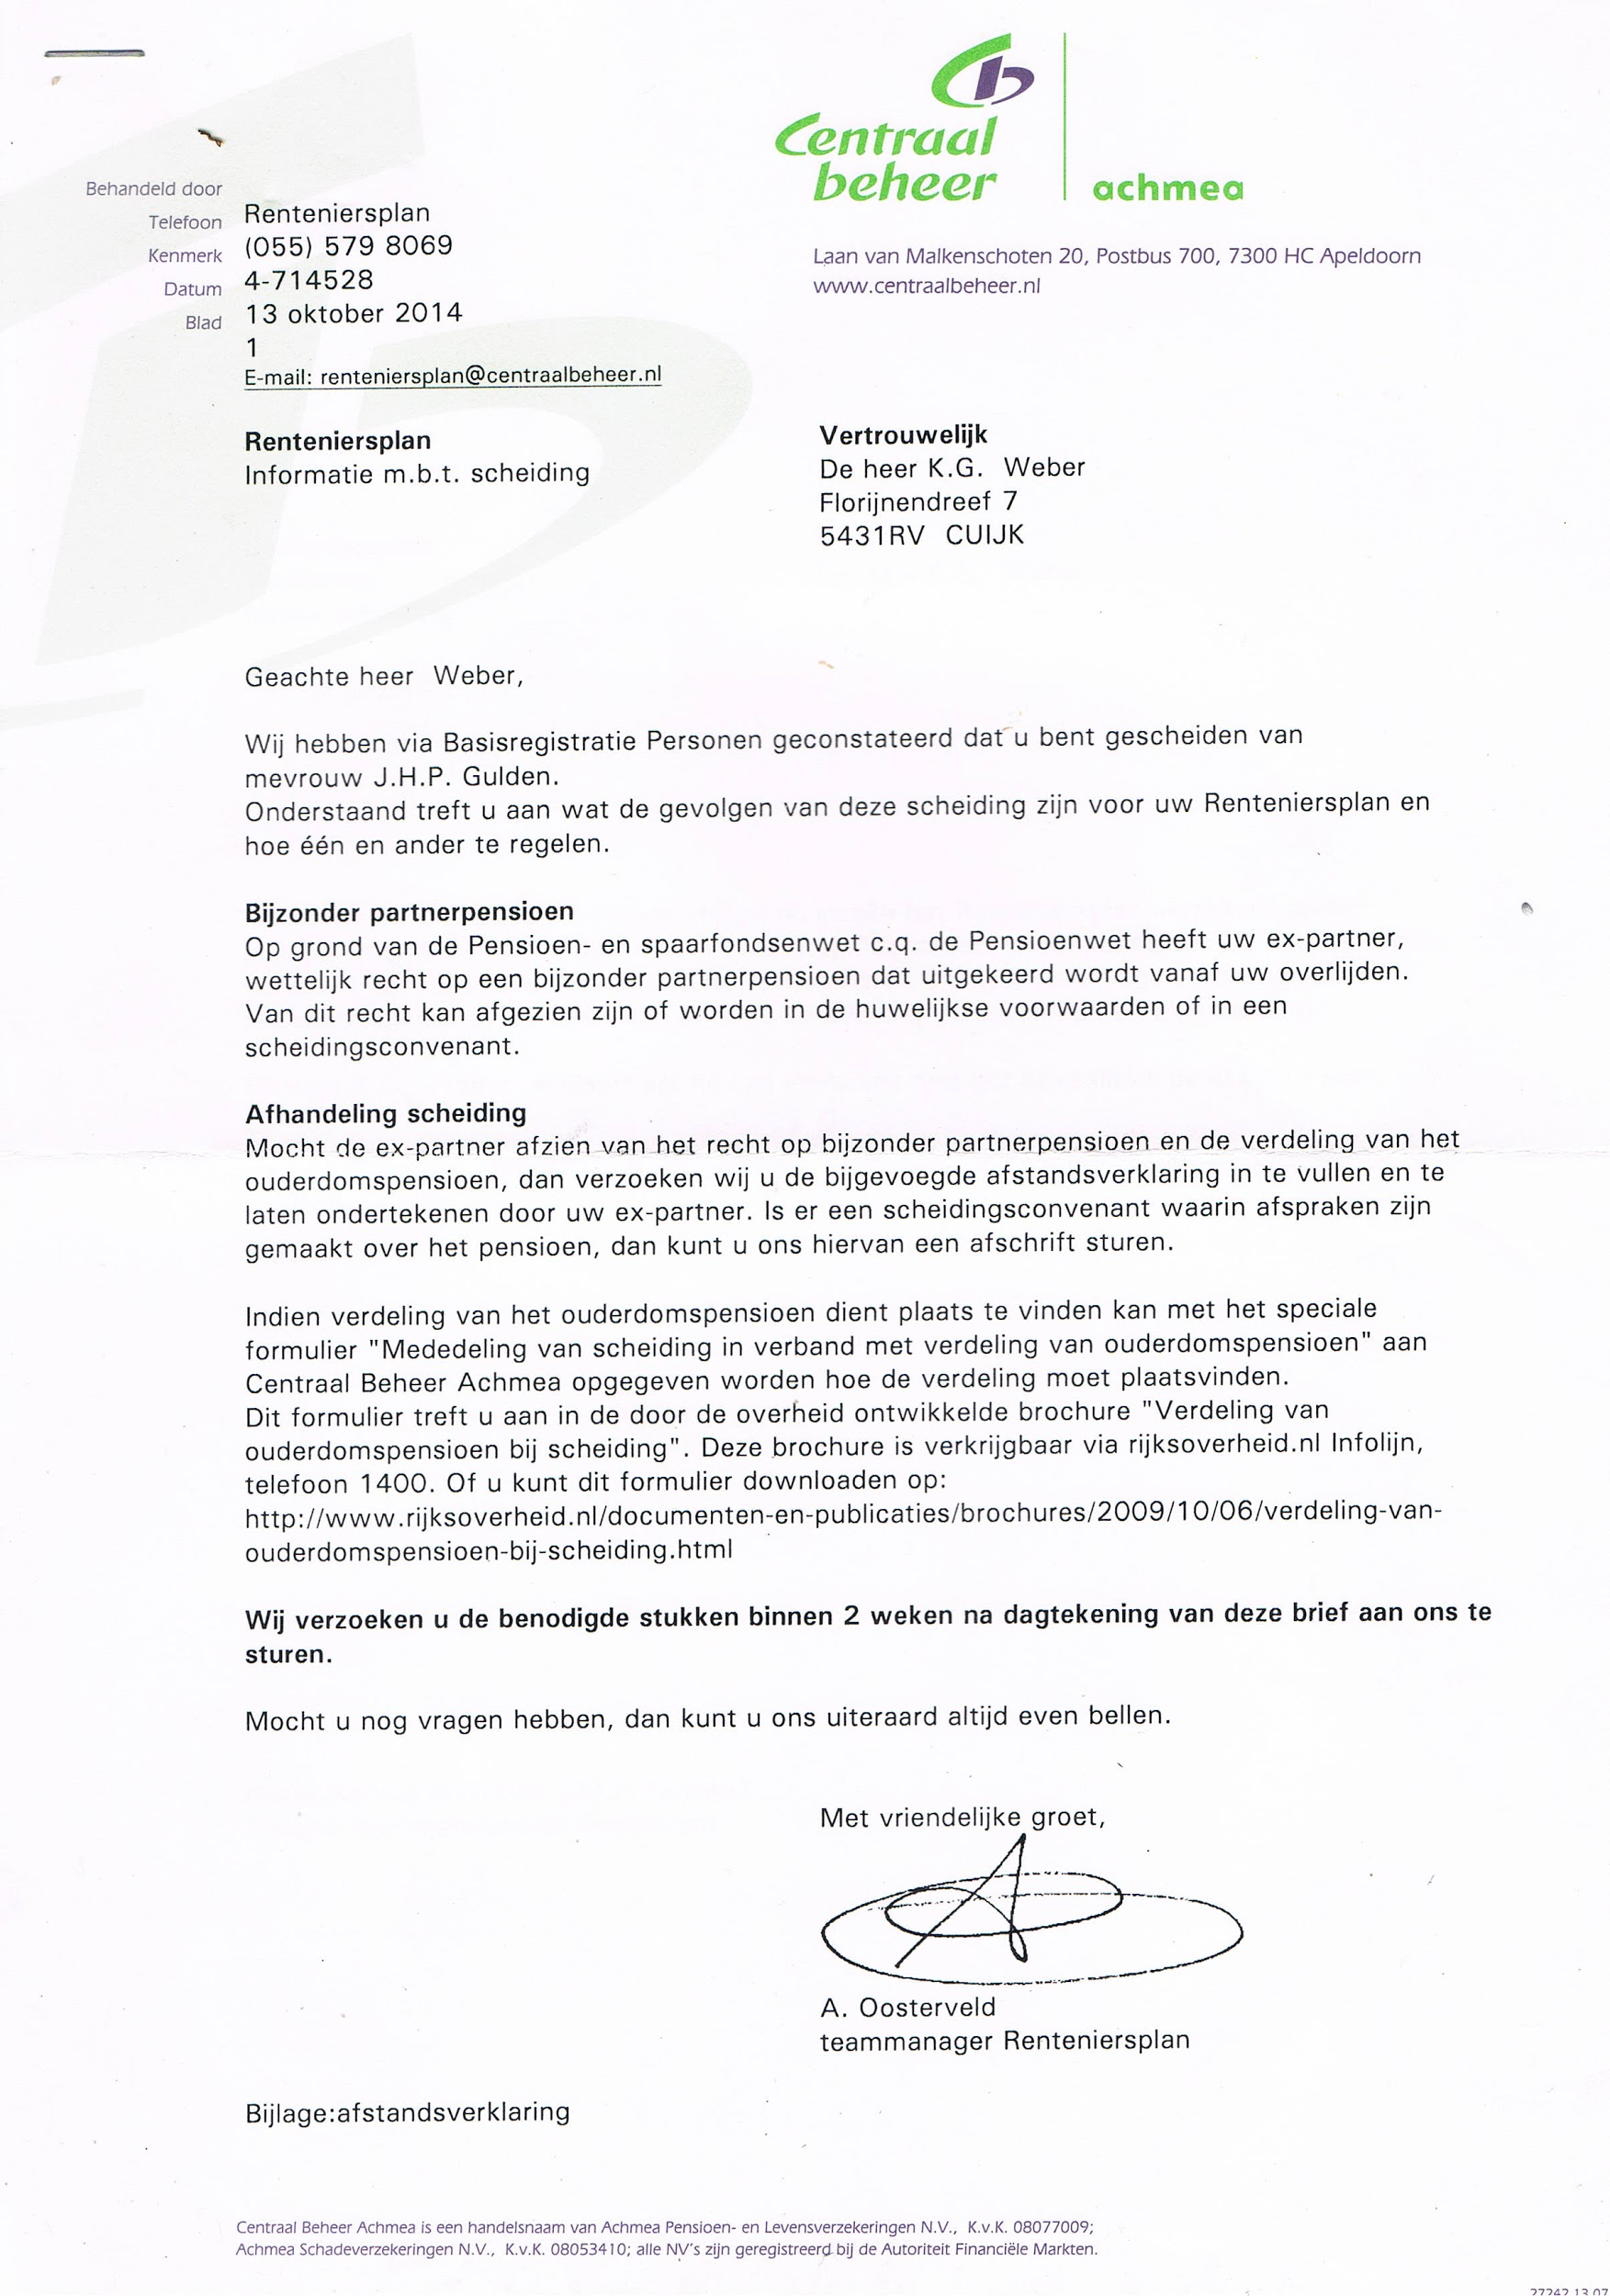 Centraal
beheer
achmea
Behandeld door
Telefoon
Kenmerk
Datum
Blad
Renteniersplan
(055) 579 8069
4-714528
13 oktober 2014
1
E-mail: renteniersplan@centraalbeheer.nl
Laan van Malkenschoten 20, Postbus 700, 7300 HC Apeldoorn
www.centraalbeheer.nl
Renteniersplan
Informatie m.b.t. scheiding
Vertrouwelijk
De heer K.G. Weber
Florijnendreef 7
5431RV CUIJK
Geachte heer Weber,
Wij hebben via Basisregistratie Personen geconstateerd dat u bent gescheiden van
mevrouw J.H.P. Gulden.
Onderstaand treft u aan wat de gevolgen van deze scheiding zijn voor uw Renteniersplan en
hoe één en ander te regelen.
Bijzonder partnerpensioen
Op grond van de Pensioen- en spaarfondsenwet c.q. de Pensioenwet heeft uw ex-partner,
wettelijk recht op een bijzonder partnerpensioen dat uitgekeerd wordt vanaf uw overlijden.
Van dit recht kan afgezien zijn of worden in de huwelijkse voorwaarden of in een
scheidingsconvenant.
Afhandeling scheiding
Mocht de ex-partner afzien van het recht op bijzonder partnerpensioen en de verdeling van het
ouderdomspensioen, dan verzoeken wij u de bijgevoegde afstandsverklaring in te vullen en te
laten ondertekenen door uw ex-partner. Is er een scheidingsconvenant waarin afspraken zijn
gemaakt over het pensioen, dan kunt u ons hiervan een afschrift sturen.
Indien verdeling van het ouderdomspensioen dient plaats te vinden kan met het speciale
formulier "Mededeling van scheiding in verband met verdeling van ouderdomspensioen" aan
Centraal Beheer Achmea opgegeven worden hoe de verdeling moet plaatsvinden.
Dit formulier treft u aan in de door de overheid ontwikkelde brochure "Verdeling van
ouderdomspensioen bij scheiding". Deze brochure is verkrijgbaar via rijksoverheid.nl Infolijn,
telefoon 1400. Of u kunt dit formulier downloaden op:
http://www.rijksoverheid.nl/documenten-en-publicaties/brochures/2009/10/06/verdeling-van-
ouderdomspensioen-bij-scheiding.html
Wij verzoeken u de benodigde stukken binnen 2 weken na dagtekening van deze brief aan ons te
sturen.
Mocht u nog vragen hebben, dan kunt u ons uiteraard altijd even bellen.
Met vriendelijke groet,
A. Oosterveld
teammanager Renteniersplan
Bijlage:afstandsverklaring
Centraal Beheer Achmea is een handelsnaam van Achmea Pensioen- en Levensverzekeringen N.V., K.v.K. 08077009;
Achmea Schadeverzekeringen N.V., K.v.K. 08053410; alle NV's zijn geregistreerd bij de Autoriteit Financiële Markten.
27242 13.07